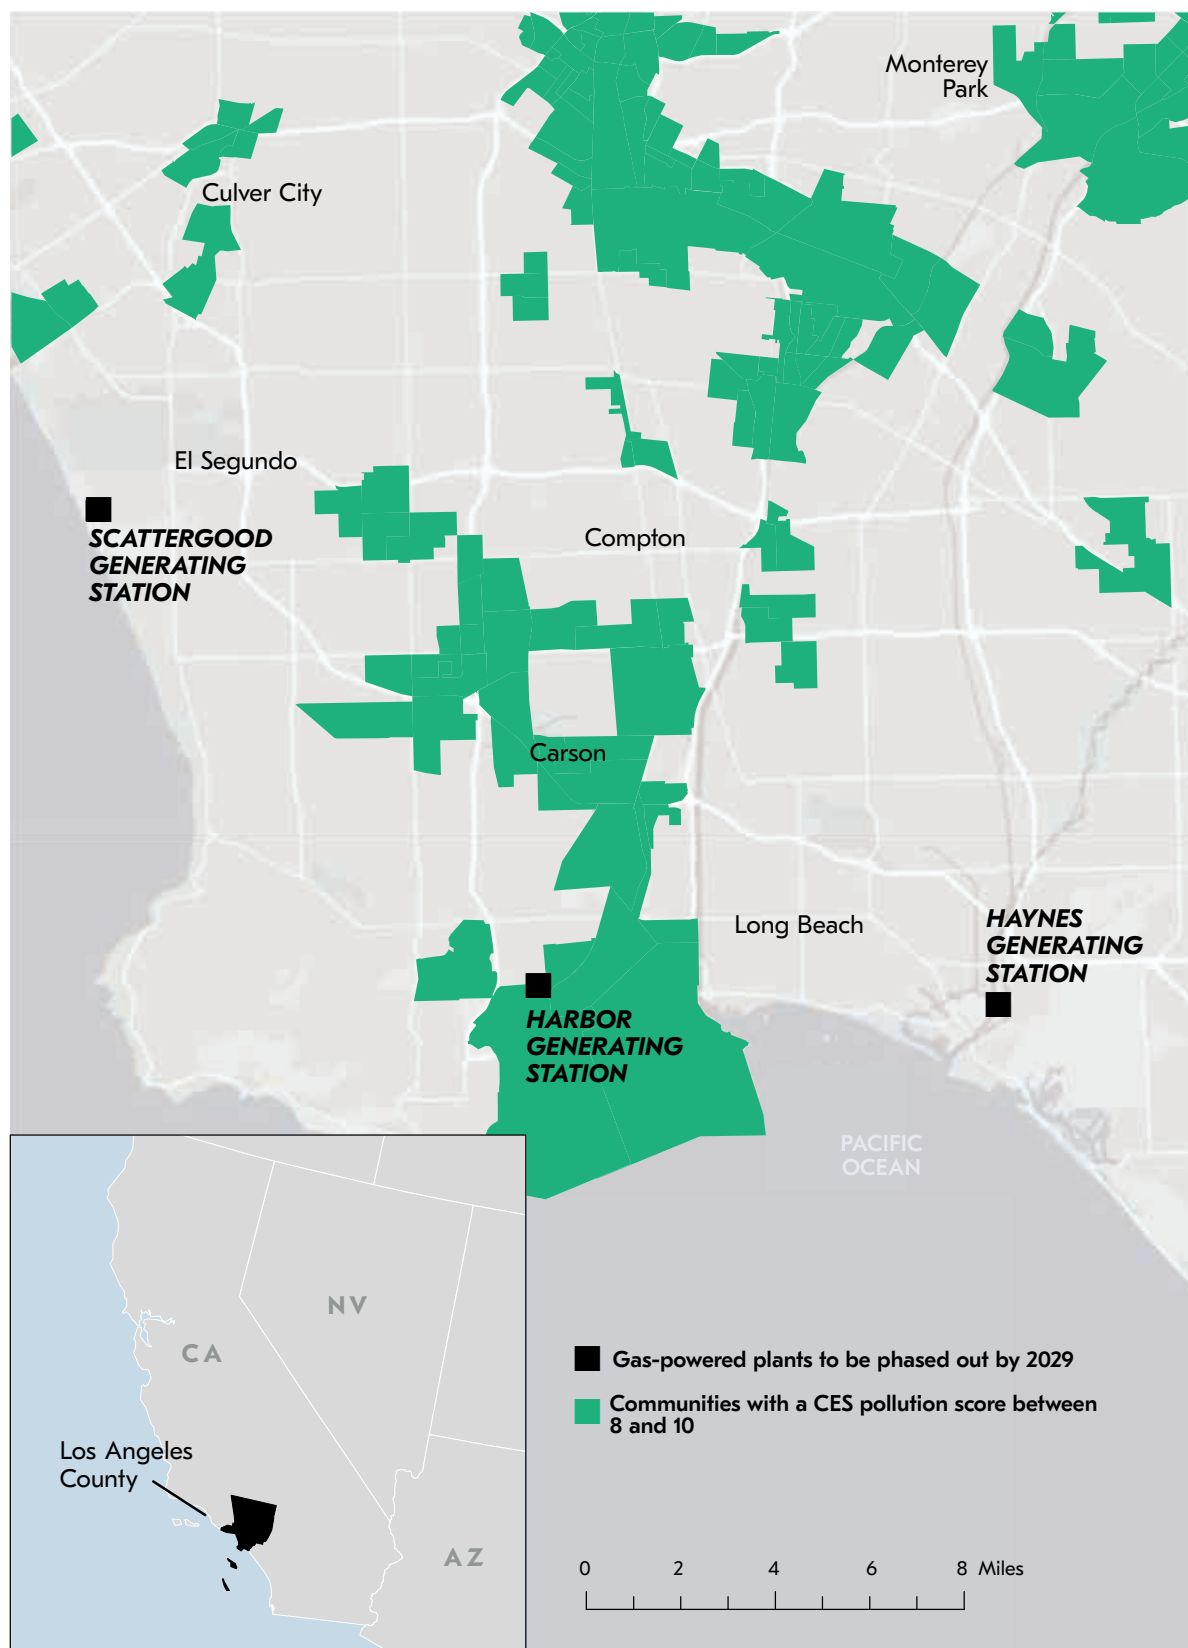 Monterey
Park
Culver City
El Segundo
SCATTERGOOD
GENERATING
STATION
Compton
Carson
Long Beach
HAYNES
GENERATING
STATION
HARBOR
GENERATING
STATION
PACIFIC
OCEAN
NV
CA
Los Angeles
County
AZ
Gas-powered plants to be phased out by 2029
Communities with a CES pollution score between
8 and 10
0 2 4 6 8 Miles